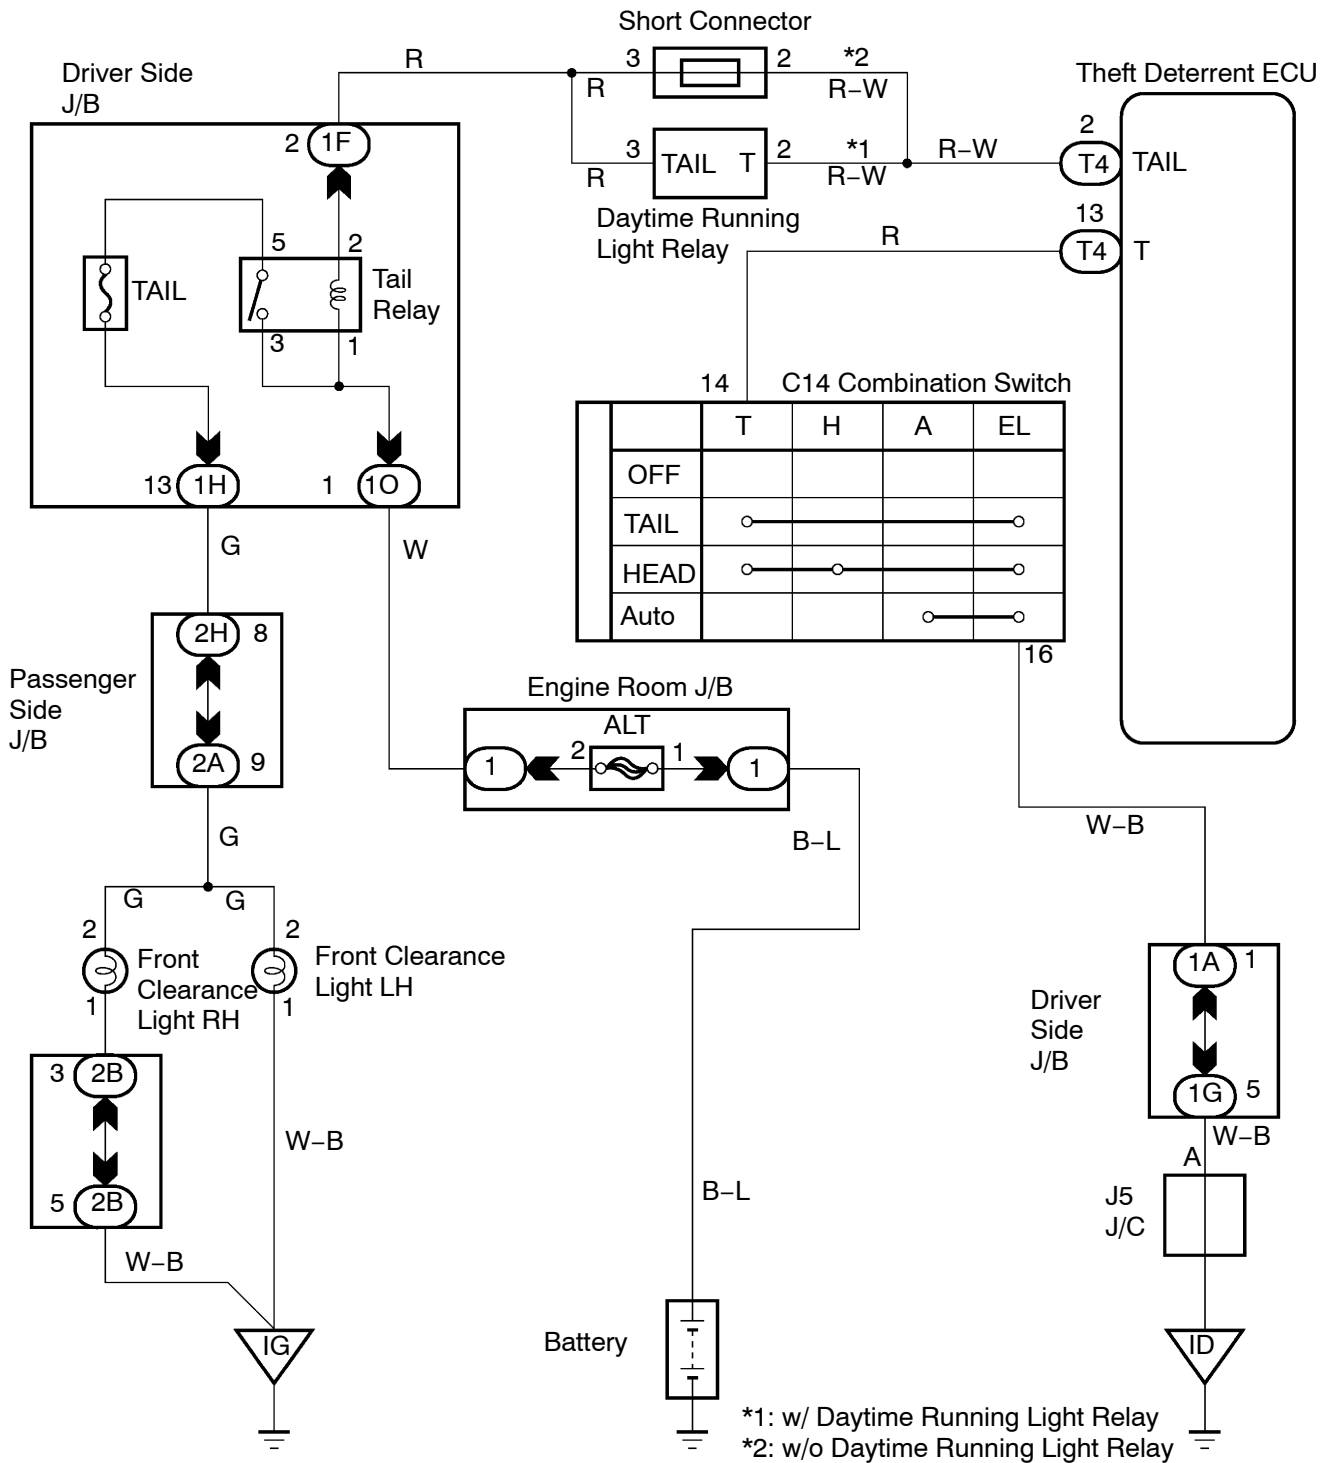 Short Connector
Driver Side
J/B
R
3
2
*2
R
R–W
Theft Deterrent ECU
2
1F
3
TAIL T
2
*1
R
R–W
R–W
2
T4
TAIL
Daytime Running
Light Relay
13
T4
T
R
5
2
TAIL
Tail
Relay
3
1
13
1H
1
1O
14
C14 Combination Switch
T
H
A
EL
OFF
TAIL
HEAD
Auto
16
G
W
2H
8
Passenger
Side
J/B
2A
9
Engine Room J/B
ALT
1
2
1
1
G
B–L
W–B
G
G
2
2
Front
Clearance
Light RH
Front Clearance
Light LH
1
1
1A
1
Driver
Side
J/B
1G
5
3
2B
5
2B
W–B
W–B
A
B–L
J5
J/C
W–B
IG
Battery
ID
*1: w/ Daytime Running Light Relay
*2: w/o Daytime Running Light Relay